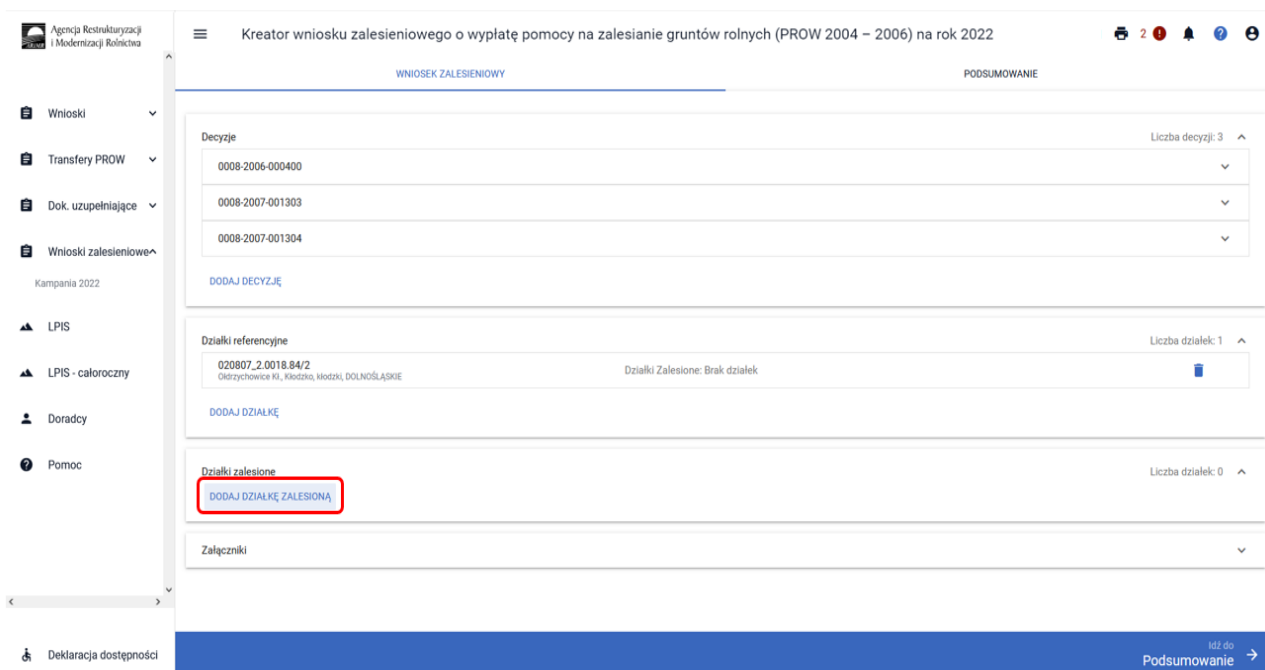 Agencja Restrukturyzacji
i Modernizacji Rolnictwa
Kreator wniosku zalesieniowego o wypłatę pomocy na zalesianie gruntów rolnych (PROW 2004 – 2006) na rok 2022
2
WNIOSEK ZALESIENIOWY
PODSUMOWANIE
Wnioski
Transfery PROW
Dok. uzupełniające
Wnioski zalesieniowe
Kampania 2022
LPIS
LPIS - całoroczny
Doradcy
Pomoc
Deklaracja dostępności
Decyzje
Liczba decyzji: 3
0008-2006-000400
0008-2007-001303
0008-2007-001304
DODAJ DECYZJĘ
Działki referencyjne
Liczba działek: 1
020807_2.0018.84/2
Ołdrzychowice Kł., Kłodzko, kłodzki, DOLNOŚLĄSKIE
Działki Zalesione: Brak działek
DODAJ DZIAŁKĘ
Działki zalesione
Liczba działek: 0
DODAJ DZIAŁKĘ ZALESIONĄ
Załączniki
Idź do
Podsumowanie